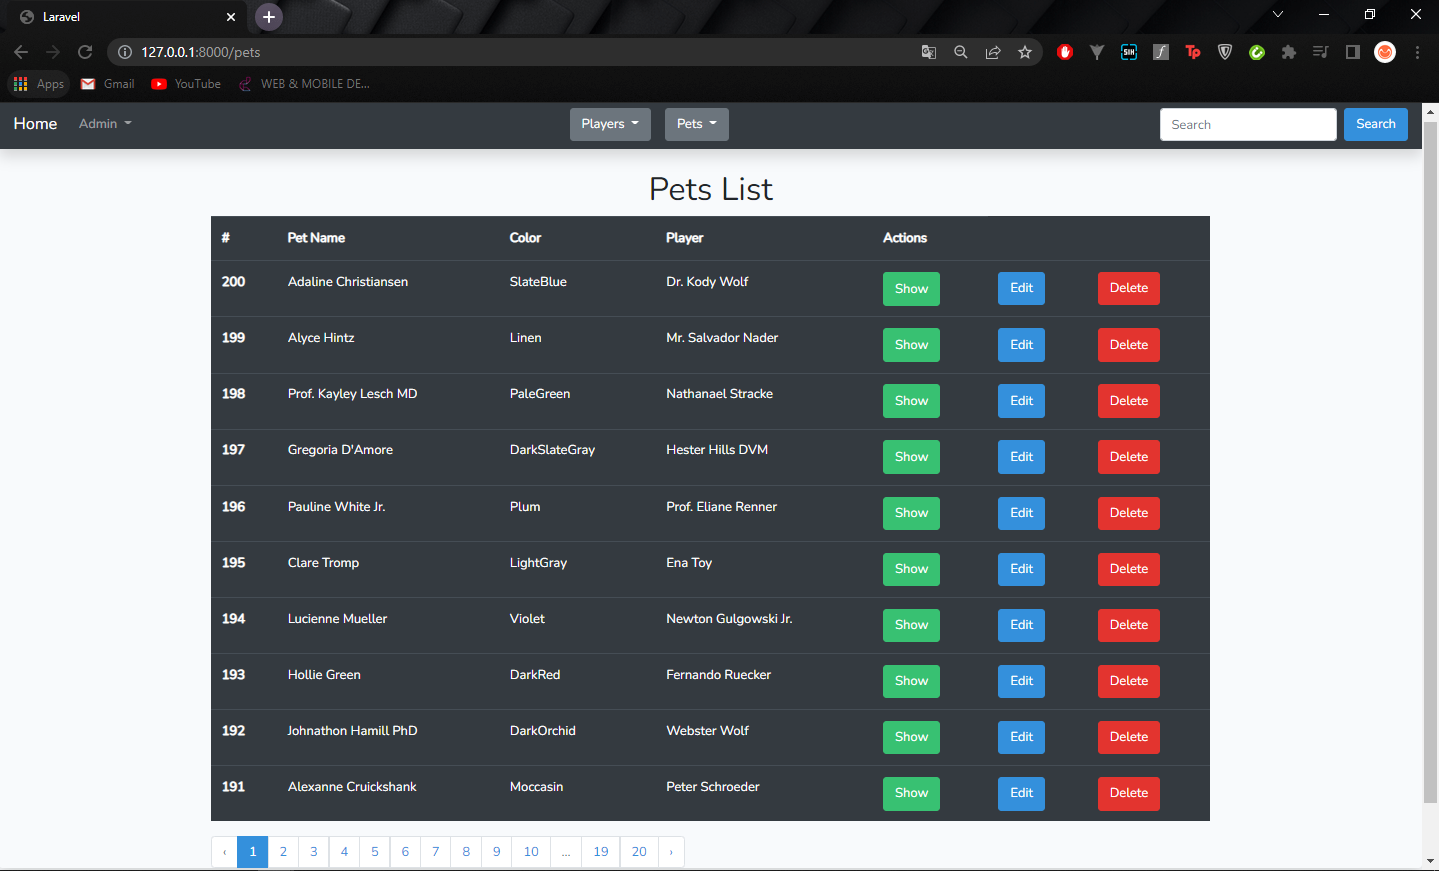 Laravel
127.0.0.1:8000/pets
Apps Gmail YouTube WEB & MOBILE DE...
Home Admin Players Pets Search Search
Pets List
# Pet Name Color Player Actions
200 Adaline Christiansen SlateBlue Dr. Kody Wolf Show Edit Delete
199 Alyce Hintz Linen Mr. Salvador Nader Show Edit Delete
198 Prof. Kayley Lesch MD PaleGreen Nathanael Stracke Show Edit Delete
197 Gregoria D'Amore DarkSlateGray Hester Hills DVM Show Edit Delete
196 Pauline White Jr. Plum Prof. Eliane Renner Show Edit Delete
195 Clare Tromp LightGray Ena Toy Show Edit Delete
194 Lucienne Mueller Violet Newton Gulgowski Jr. Show Edit Delete
193 Hollie Green DarkRed Fernando Ruecker Show Edit Delete
192 Johnathon Hamill PhD DarkOrchid Webster Wolf Show Edit Delete
191 Alexanne Cruickshank Moccasin Peter Schroeder Show Edit Delete
‹ 1 2 3 4 5 6 7 8 9 10 ... 19 20 ›